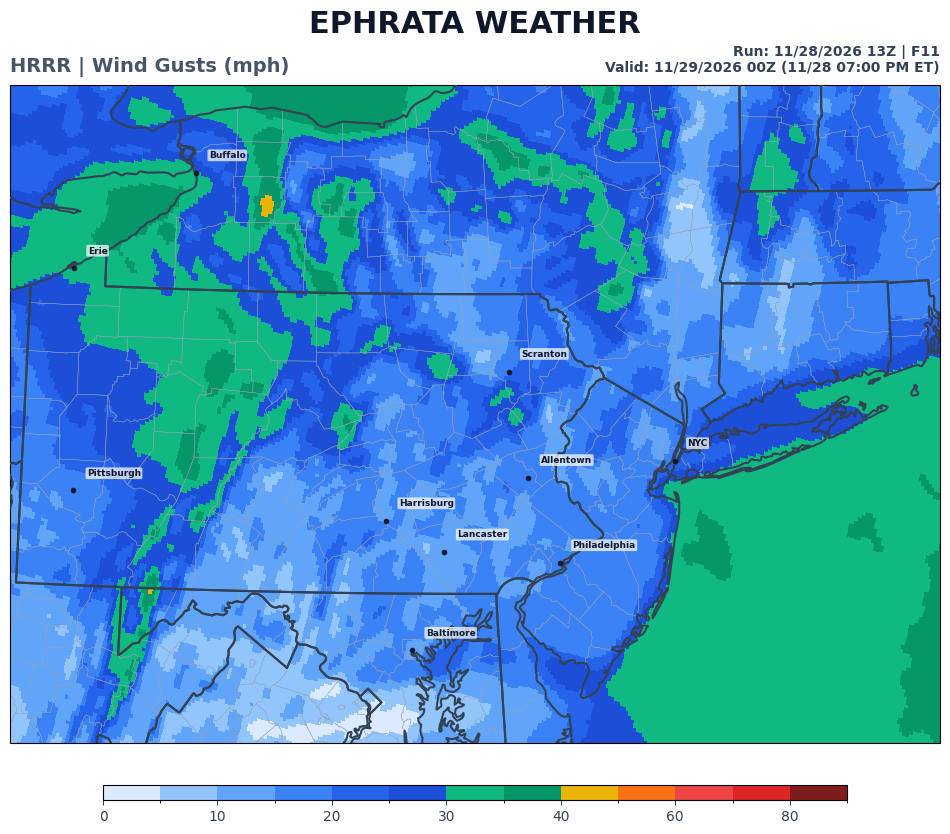 EPHRATA WEATHER
HRRR | Wind Gusts (mph)
Run: 11/28/2026 13Z | F11
Valid: 11/29/2026 00Z (11/28 07:00 PM ET)
Buffalo
Erie
Scranton
NYC
Allentown
Pittsburgh
Harrisburg
Lancaster
Philadelphia
Baltimore
0 10 20 30 40 50 60 70 80